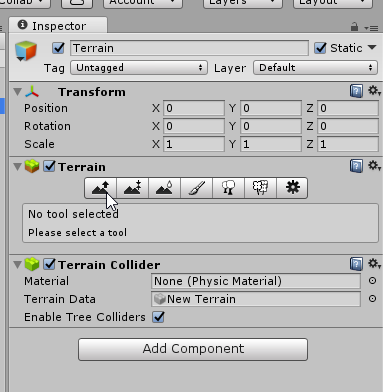 Collab
Account
Layers
Layout
Inspector
Terrain
Static
Tag Untagged Layer Default
Transform
Position X 0 Y 0 Z 0
Rotation X 0 Y 0 Z 0
Scale X 1 Y 1 Z 1
Terrain
No tool selected
Please select a tool
Terrain Collider
Material None (Physic Material)
Terrain Data New Terrain
Enable Tree Colliders
Add Component